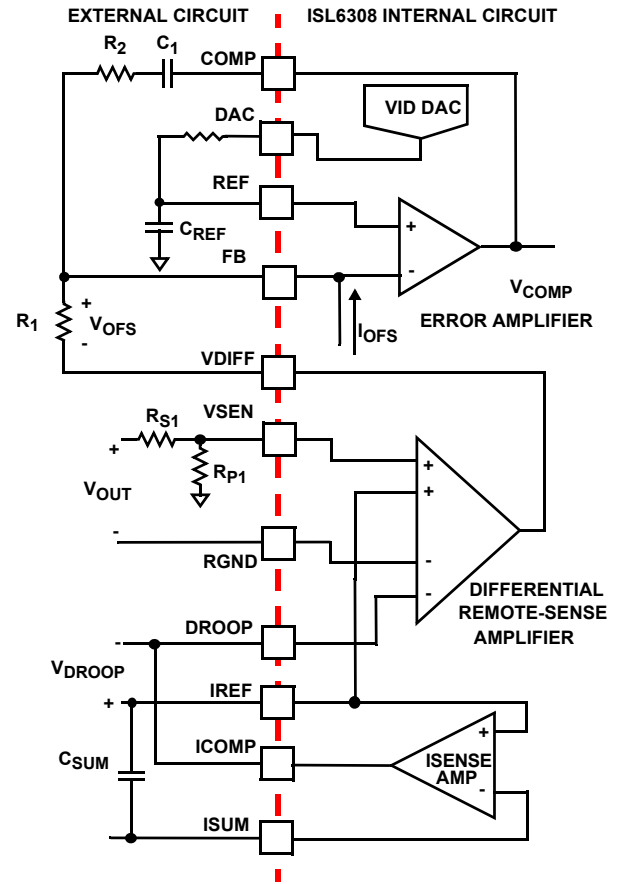 EXTERNAL CIRCUIT
ISL6308 INTERNAL CIRCUIT
R2
C1
COMP
DAC
VID DAC
REF
CREF
+
-
FB
VCOMP
ERROR AMPLIFIER
IOFS
R1
+
VOFS
-
VDIFF
RS1
VSEN
+
RP1
VOUT
-
RGND
+
+
-
-
DIFFERENTIAL
REMOTE-SENSE
AMPLIFIER
-
DROOP
VDROOP
+
IREF
ICOMP
CSUM
+
ISENSE
AMP
-
ISUM